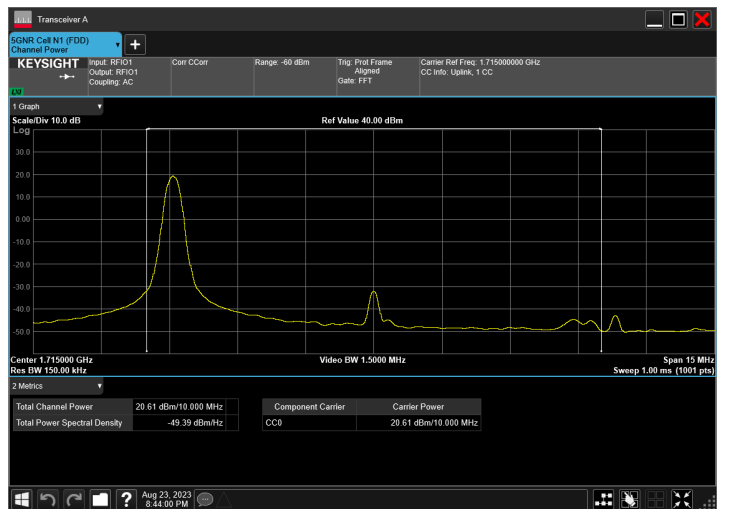 Transceiver A
5GNR Cell N1 (FDD)
Channel Power
KEYSIGHT
Input: RFIO1
Output: RFIO1
Coupling: AC
Corr CCorr
Range: -60 dBm
Trig: Prot Frame
Aligned
Gate: FFT
Carrier Ref Freq: 1.715000000 GHz
CC Info: Uplink, 1 CC
LXI
1 Graph
Scale/Div 10.0 dB
Ref Value 40.00 dBm
Log
30.0
20.0
10.0
0.00
-10.0
-20.0
-30.0
-40.0
-50.0
Center 1.715000 GHz
Video BW 1.5000 MHz
Span 15 MHz
Res BW 150.00 kHz
Sweep 1.00 ms (1001 pts)
2 Metrics
Total Channel Power 20.61 dBm/10.000 MHz
Total Power Spectral Density -49.39 dBm/Hz
Component Carrier Carrier Power
CC0 20.61 dBm/10.000 MHz
Aug 23, 2023
8:44:00 PM